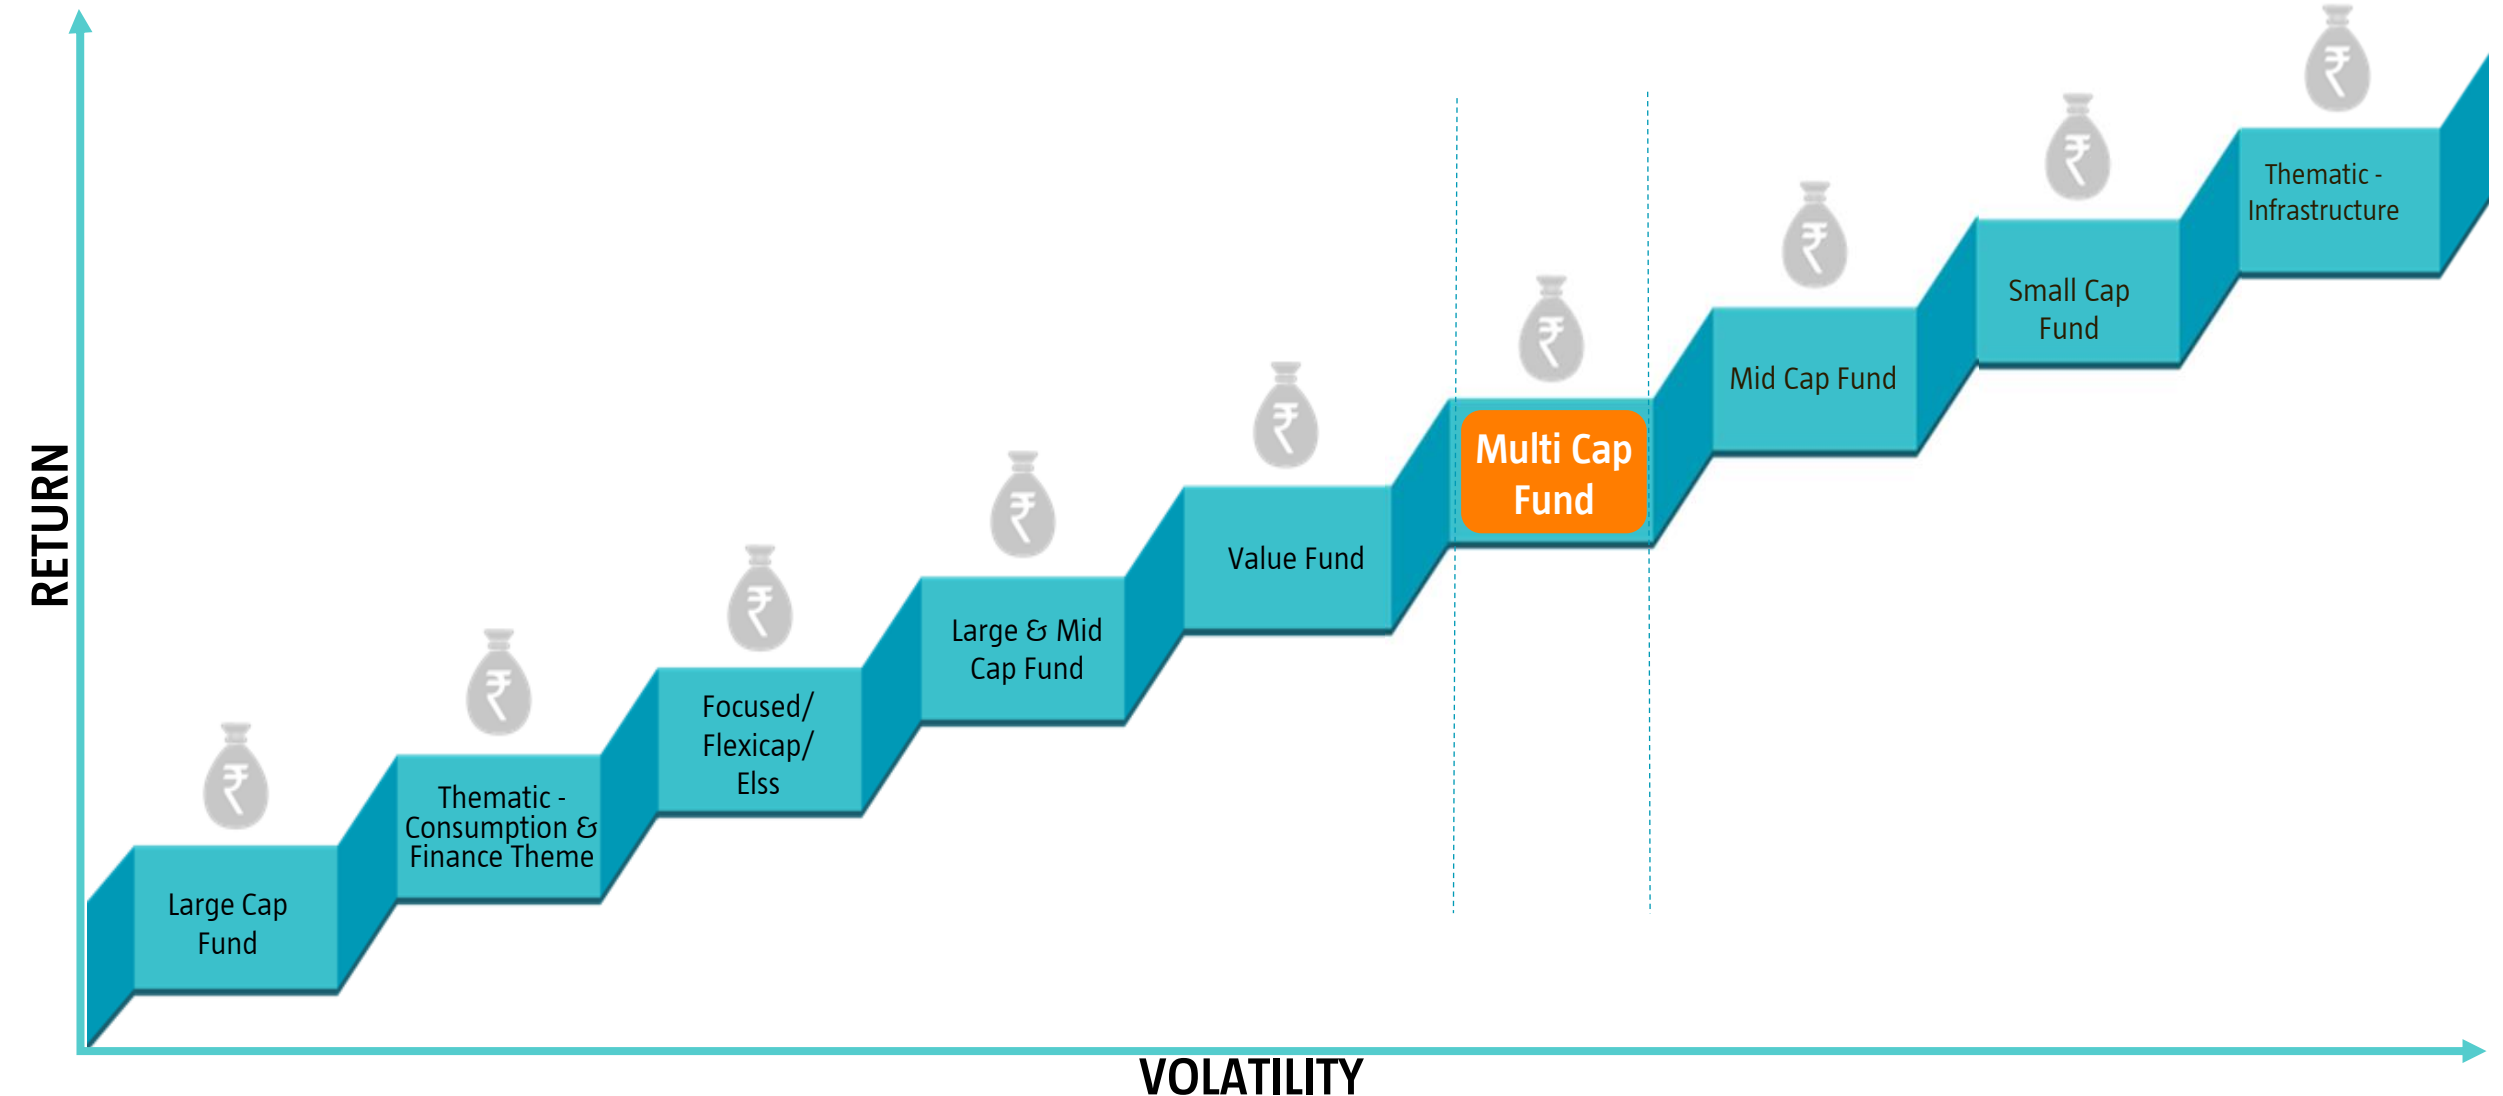 RETURN
Large Cap
Fund
Thematic -
Consumption &
Finance Theme
Focused/
Flexicap/
Elss
Large & Mid
Cap Fund
Value Fund
Multi Cap
Fund
Mid Cap Fund
Small Cap
Fund
Thematic -
Infrastructure
₹
₹
₹
₹
₹
₹
₹
₹
₹
VOLATILITY